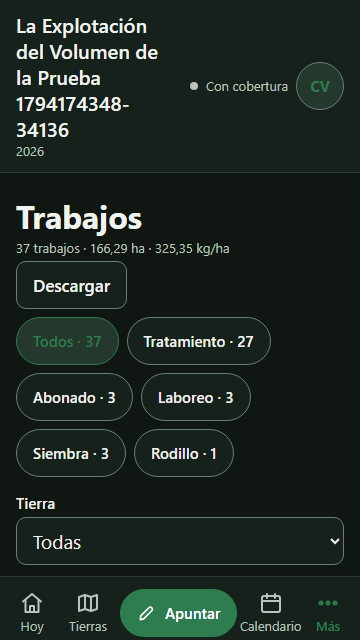 La Explotación
del Volumen de
la Prueba
1794174348-
34136
2026
Con cobertura
CV
Trabajos
37 trabajos · 166,29 ha · 325,35 kg/ha
Descargar
Todos · 37
Tratamiento · 27
Abonado · 3
Laboreo · 3
Siembra · 3
Rodillo · 1
Tierra
Todas
Hoy
Tierras
Apuntar
Calendario
Más